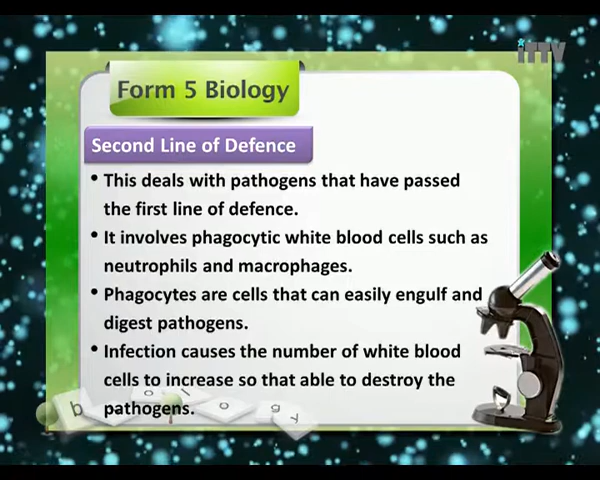 iTTV
Form 5 Biology
Second Line of Defence
• This deals with pathogens that have passed
the first line of defence.
• It involves phagocytic white blood cells such as
neutrophils and macrophages.
• Phagocytes are cells that can easily engulf and
digest pathogens.
• Infection causes the number of white blood
cells to increase so that able to destroy the
pathogens.
b o l o g y